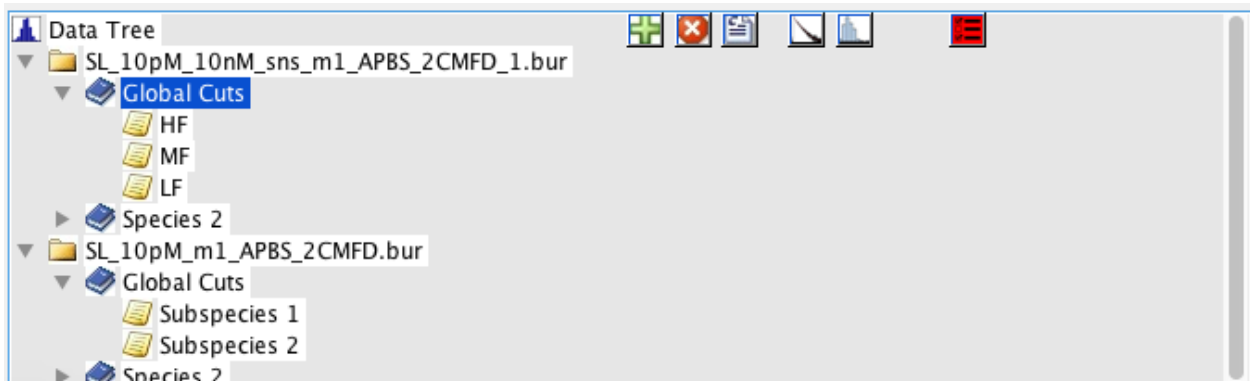 Data Tree
SL_10pM_10nM_sns_m1_APBS_2CMFD_1.bur
Global Cuts
HF
MF
LF
Species 2
SL_10pM_m1_APBS_2CMFD.bur
Global Cuts
Subspecies 1
Subspecies 2
Species 2